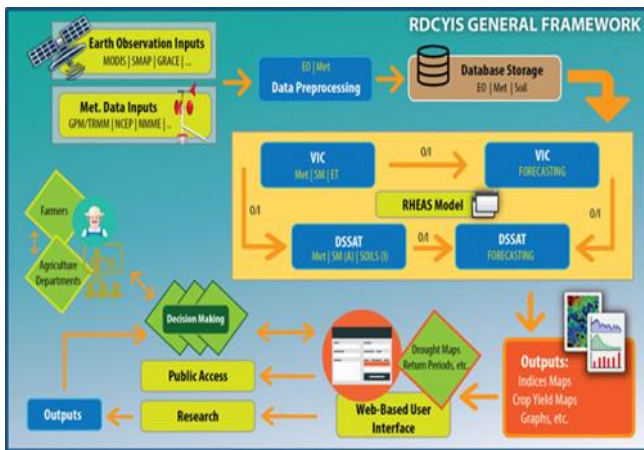 RDCYIS GENERAL FRAMEWORK
Earth Observation Inputs
MODIS | SMAP | GRACE | ...
Met. Data Inputs
GPM/TRMM | NCEP | NMME | ..
EO | Met
Data Preprocessing
Database Storage
EO | Met | Soil
VIC
Met | SM | ET
0/1
VIC
FORECASTING
RHEAS Model
0/1
0/1
DSSAT
Met | SM (A) | SOILS (I)
0/1
DSSAT
FORECASTING
Farmers
Agriculture
Departments
Decision Making
Drought Maps
Return Periods, etc.
Outputs:
Indices Maps
Crop Yield Maps
Graphs, etc.
Public Access
Outputs
Research
Web-Based User
Interface